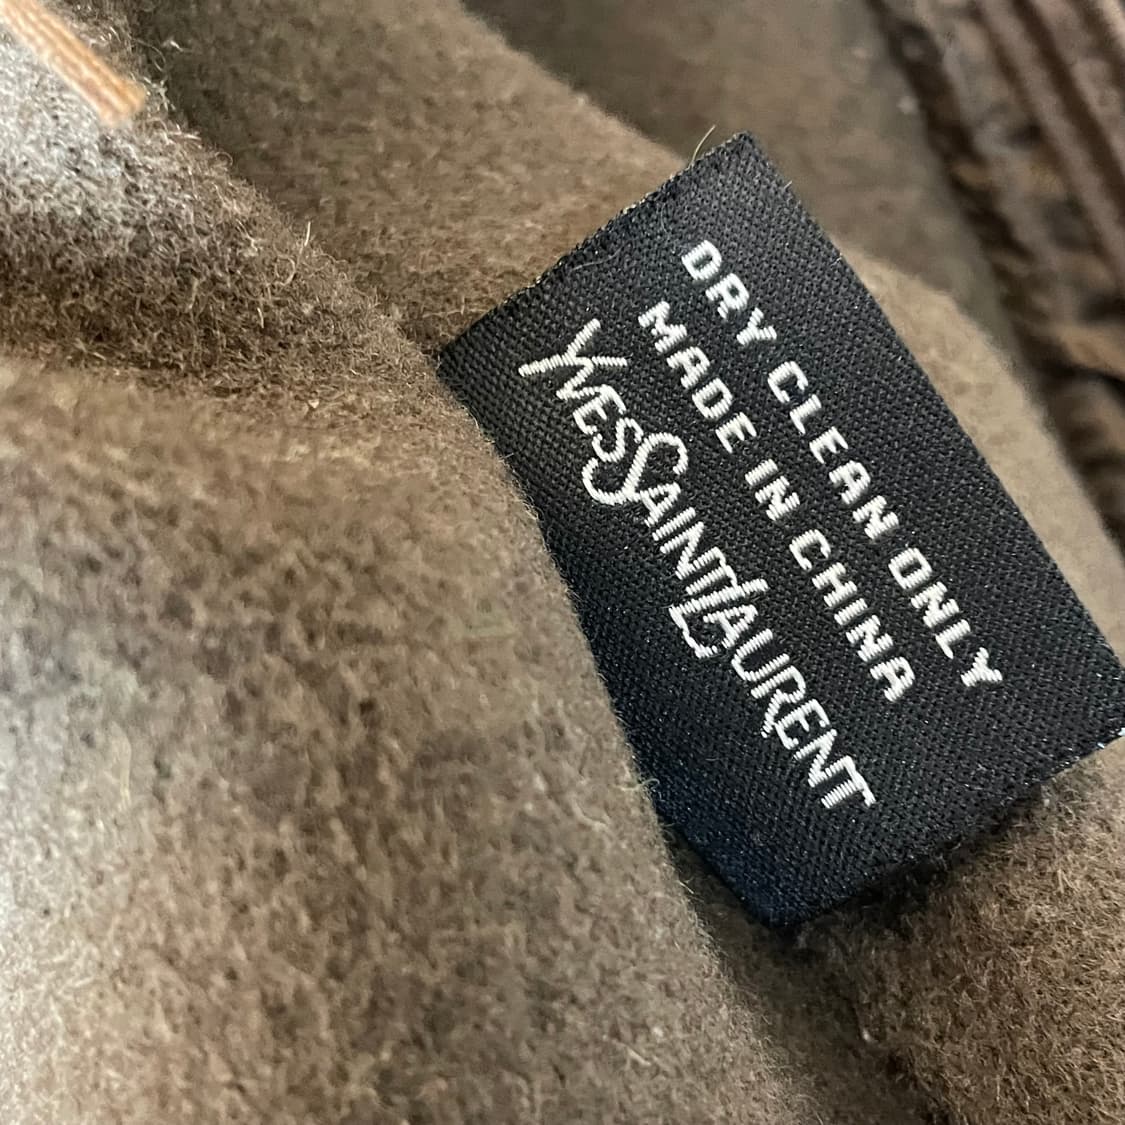 DRY CLEAN ONLY
MADE IN CHINA
YVESSAINTLAURENT